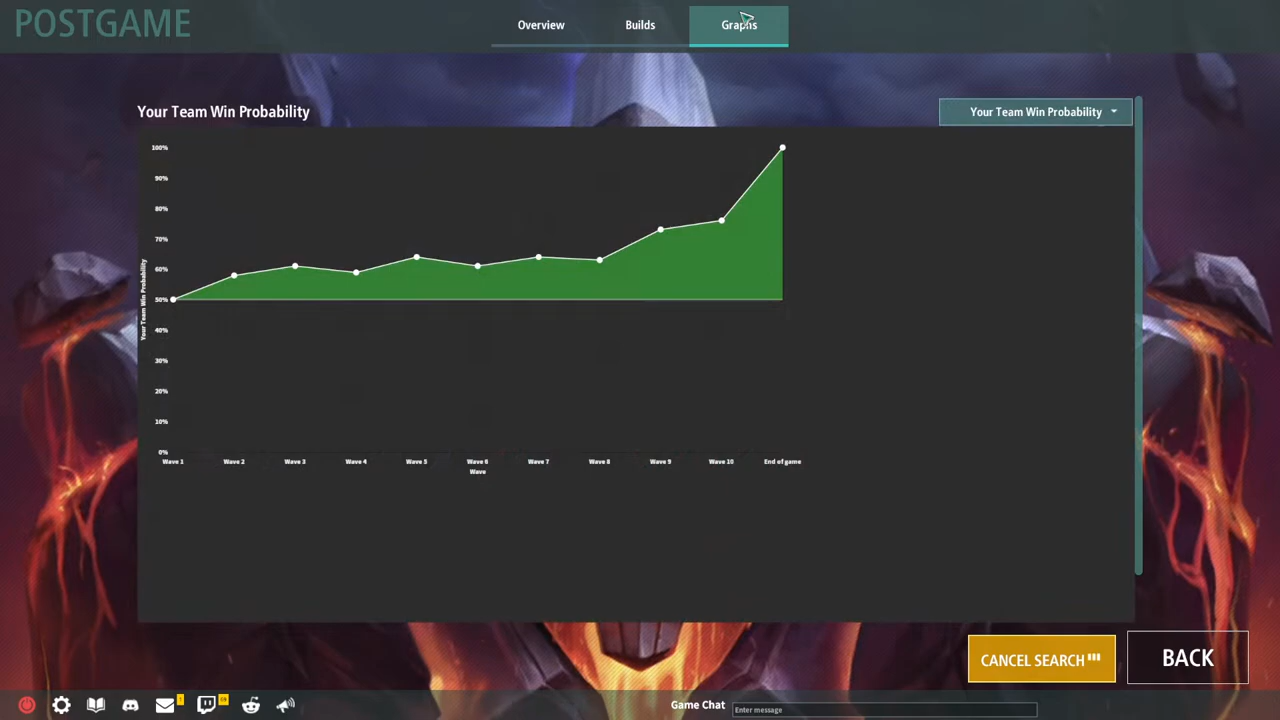 POSTGAME
Overview
Builds
Graphs
Your Team Win Probability
Your Team Win Probability
Your Team Win Probability
100%
90%
80%
70%
60%
50%
40%
30%
20%
10%
0%
Wave 1
Wave 2
Wave 3
Wave 4
Wave 5
Wave 6
Wave 7
Wave 8
Wave 9
Wave 10
End of game
Wave
CANCEL SEARCH
BACK
Game Chat
Enter message